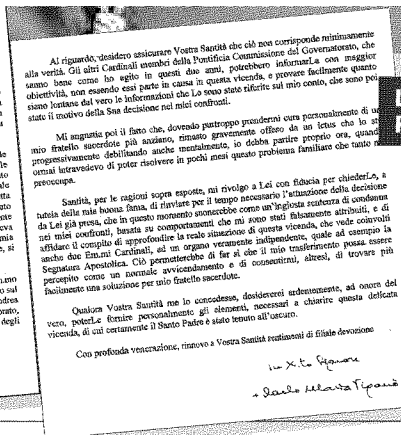 Al riguardo, desidero assicurare Vostra Santità che ciò non corrisponde minimamente
alla verità. Gli altri Cardinali membri della Pontificia Commissione del Governatorato, che
sanno bene come ho agito in questi due anni, potrebbero informarLa con maggior
obiettività, non essendo essi parte in causa in questa vicenda, e provare facilmente quanto
siano lontane dal vero le informazioni che Le sono state riferite sul mio conto, che sono poi
state il motivo della Sua decisione nei miei confronti.
Mi angustia poi il fatto che, dovendo purtroppo prendermi cura personalmente di un
mio fratello sacerdote più anziano, rimasto gravemente offeso da un ictus che lo sta
progressivamente debilitando anche mentalmente, io debba partire proprio ora, quando
ormai intravedevo di poter risolvere in pochi mesi questo problema familiare che tanto mi
preoccupa.
Santità, per le ragioni sopra esposte, mi rivolgo a Lei con fiducia per chiederLe, a
tutela della mia buona fama, di rinviare per il tempo necessario l'attuazione della decisione
da Lei già presa, che in questo momento suonerebbe come un'ingiusta sentenza di condanna
nei miei confronti, basata su comportamenti che mi sono stati falsamente attribuiti, e di
affidare il compito di approfondire la reale situazione di questa vicenda, che vede coinvolti
anche due Em.mi Cardinali, ad un organo veramente indipendente, quale ad esempio la
Segnatura Apostolica. Ciò permetterebbe di far sì che il mio trasferimento possa essere
percepito come un normale avvicendamento e di consentirmi, altresì, di trovare più
facilmente una soluzione per mio fratello sacerdote.
Qualora Vostra Santità me lo concedesse, desidererei ardentemente, ad onore del
vero, poterLe fornire personalmente gli elementi, necessari a chiarire questa delicata
vicenda, di cui certamente il Santo Padre è stato tenuto all'oscuro.
Con profonda venerazione, rinnovo a Vostra Santità sentimenti di filiale devozione
in X.to Signore
+ Carlo Maria Viganò